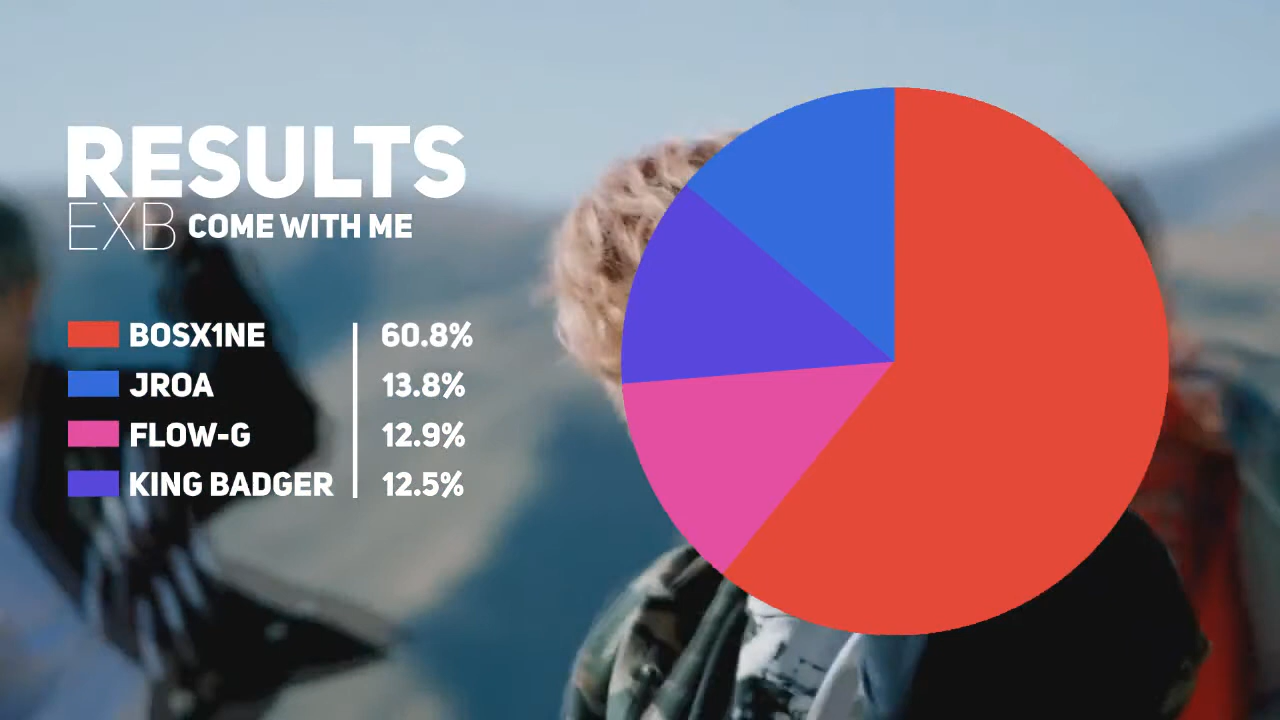 RESULTS
EXB COME WITH ME
BOSX1NE 60.8%
JROA 13.8%
FLOW-G 12.9%
KING BADGER 12.5%